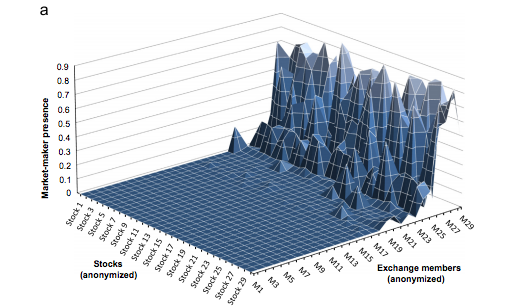 a
0.9
0.8
0.7
0.6
0.5
0.4
0.3
0.2
0.1
0
Market-maker presence
Stock 1
Stock 3
Stock 5
Stock 7
Stock 9
Stock 11
Stock 13
Stock 15
Stock 17
Stock 19
Stock 21
Stock 23
Stock 25
Stock 27
Stock 29
Stocks
(anonymized)
M1
M3
M5
M7
M9
M11
M13
M15
M17
M19
M21
M23
M25
M27
M29
Exchange members
(anonymized)